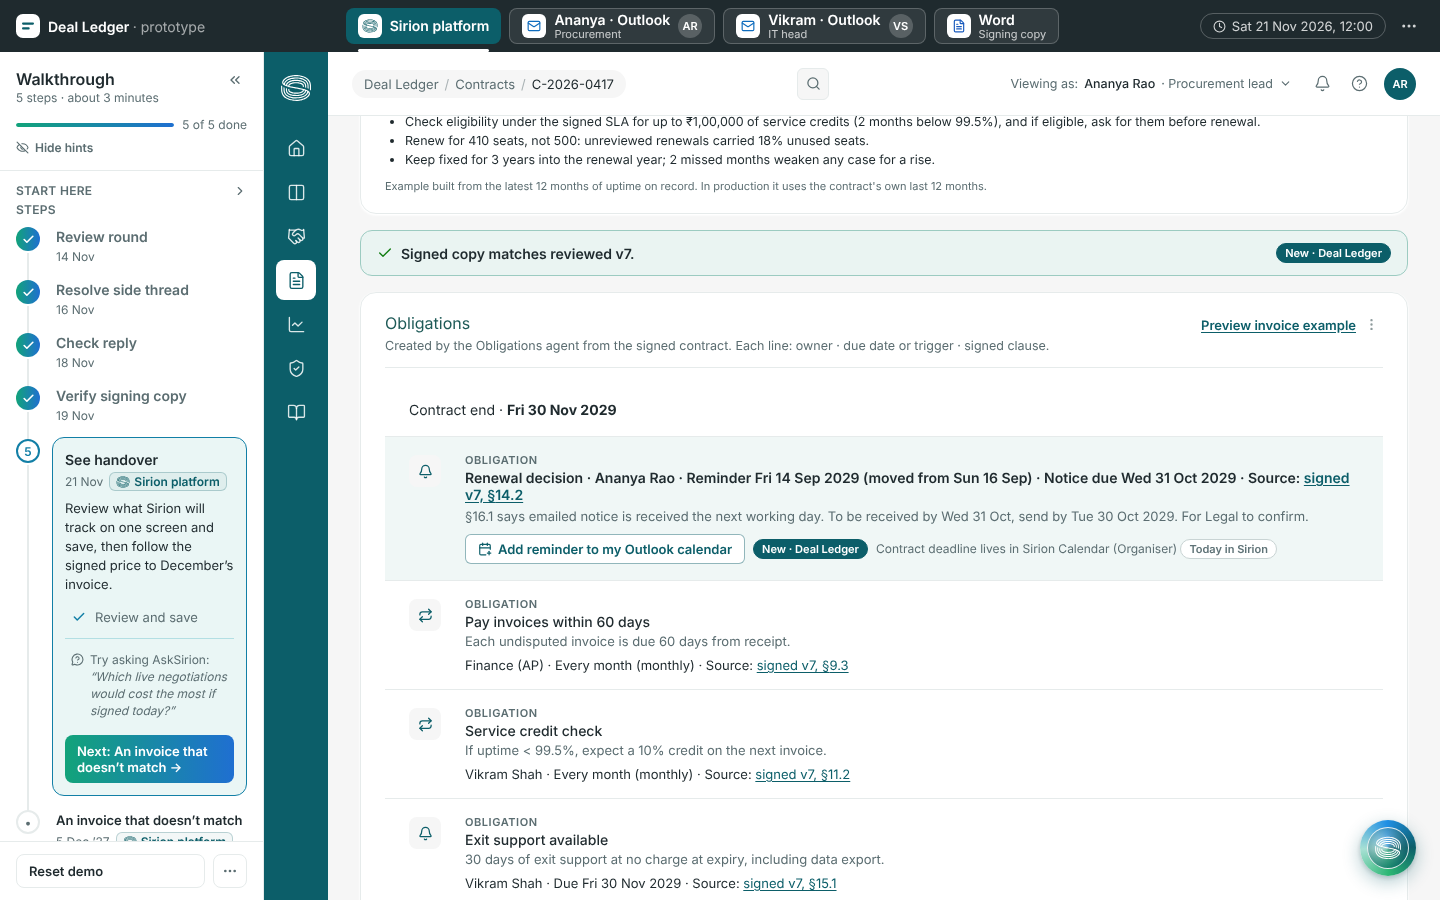 Deal Ledger · prototype
Sirion platform
Ananya · Outlook
Procurement
AR
Vikram · Outlook
IT head
VS
Word
Signing copy
Sat 21 Nov 2026, 12:00
Walkthrough
5 steps · about 3 minutes
5 of 5 done
Hide hints
START HERE
STEPS
Review round
14 Nov
Resolve side thread
16 Nov
Check reply
18 Nov
Verify signing copy
19 Nov
5
See handover
21 Nov
Sirion platform
Review what Sirion will
track on one screen and
save, then follow the
signed price to December’s
invoice.
Review and save
Try asking AskSirion:
“Which live negotiations
would cost the most if
signed today?”
Next: An invoice that
doesn’t match →
An invoice that doesn’t match
Reset demo
Deal Ledger / Contracts / C-2026-0417
Viewing as: Ananya Rao · Procurement lead
AR
• Check eligibility under the signed SLA for up to ₹1,00,000 of service credits (2 months below 99.5%), and if eligible, ask for them before renewal.
• Renew for 410 seats, not 500: unreviewed renewals carried 18% unused seats.
• Keep fixed for 3 years into the renewal year; 2 missed months weaken any case for a rise.
Example built from the latest 12 months of uptime on record. In production it uses the contract's own last 12 months.
Signed copy matches reviewed v7.
New · Deal Ledger
Obligations
Preview invoice example
Created by the Obligations agent from the signed contract. Each line: owner · due date or trigger · signed clause.
Contract end · Fri 30 Nov 2029
OBLIGATION
Renewal decision · Ananya Rao · Reminder Fri 14 Sep 2029 (moved from Sun 16 Sep) · Notice due Wed 31 Oct 2029 · Source: signed
v7, §14.2
§16.1 says emailed notice is received the next working day. To be received by Wed 31 Oct, send by Tue 30 Oct 2029. For Legal to confirm.
Add reminder to my Outlook calendar
New · Deal Ledger
Contract deadline lives in Sirion Calendar (Organiser)
Today in Sirion
OBLIGATION
Pay invoices within 60 days
Each undisputed invoice is due 60 days from receipt.
Finance (AP) · Every month (monthly) · Source: signed v7, §9.3
OBLIGATION
Service credit check
If uptime < 99.5%, expect a 10% credit on the next invoice.
Vikram Shah · Every month (monthly) · Source: signed v7, §11.2
OBLIGATION
Exit support available
30 days of exit support at no charge at expiry, including data export.
Vikram Shah · Due Fri 30 Nov 2029 · Source: signed v7, §15.1